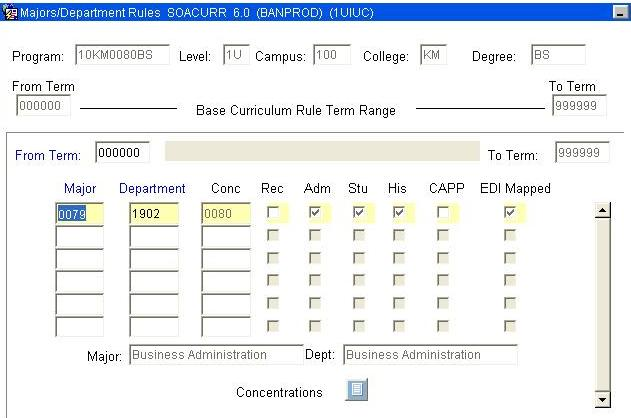 Majors/Department Rules SOACURR 6.0 (BANPROD) (1UIUC)
Program: 10KM0080BS Level: 1U Campus: 100 College: KM Degree: BS
From Term To Term
000000 Base Curriculum Rule Term Range 999999
From Term: 000000 To Term: 999999
Major Department Conc Rec Adm Stu His CAPP EDI Mapped
0079 1902 0080
Major: Business Administration Dept: Business Administration
Concentrations